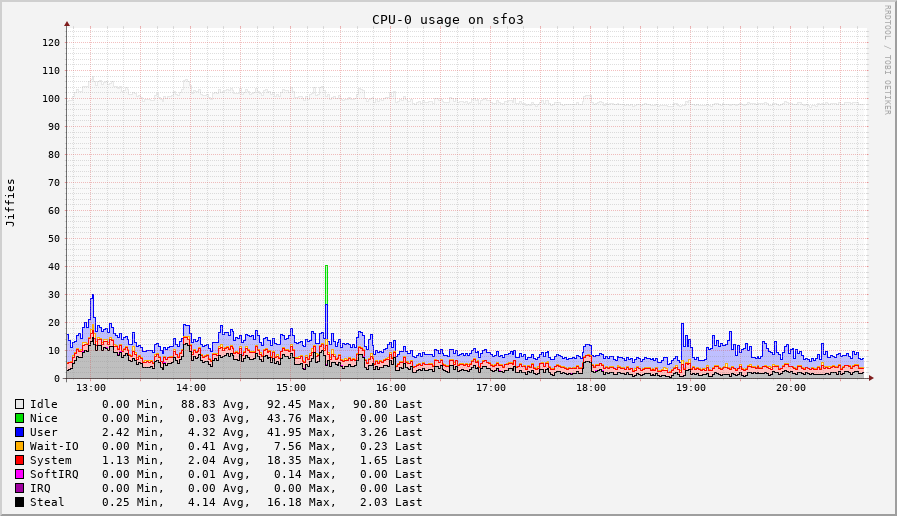 CPU-0 usage on sfo3
RRDTOOL / TOBI OETIKER
Jiffies
120
110
100
90
80
70
60
50
40
30
20
10
0
13:00 14:00 15:00 16:00 17:00 18:00 19:00 20:00
Idle 0.00 Min, 88.83 Avg, 92.45 Max, 90.80 Last
Nice 0.00 Min, 0.03 Avg, 43.76 Max, 0.00 Last
User 2.42 Min, 4.32 Avg, 41.95 Max, 3.26 Last
Wait-IO 0.00 Min, 0.41 Avg, 7.56 Max, 0.23 Last
System 1.13 Min, 2.04 Avg, 18.35 Max, 1.65 Last
SoftIRQ 0.00 Min, 0.01 Avg, 0.14 Max, 0.00 Last
IRQ 0.00 Min, 0.00 Avg, 0.00 Max, 0.00 Last
Steal 0.25 Min, 4.14 Avg, 16.18 Max, 2.03 Last